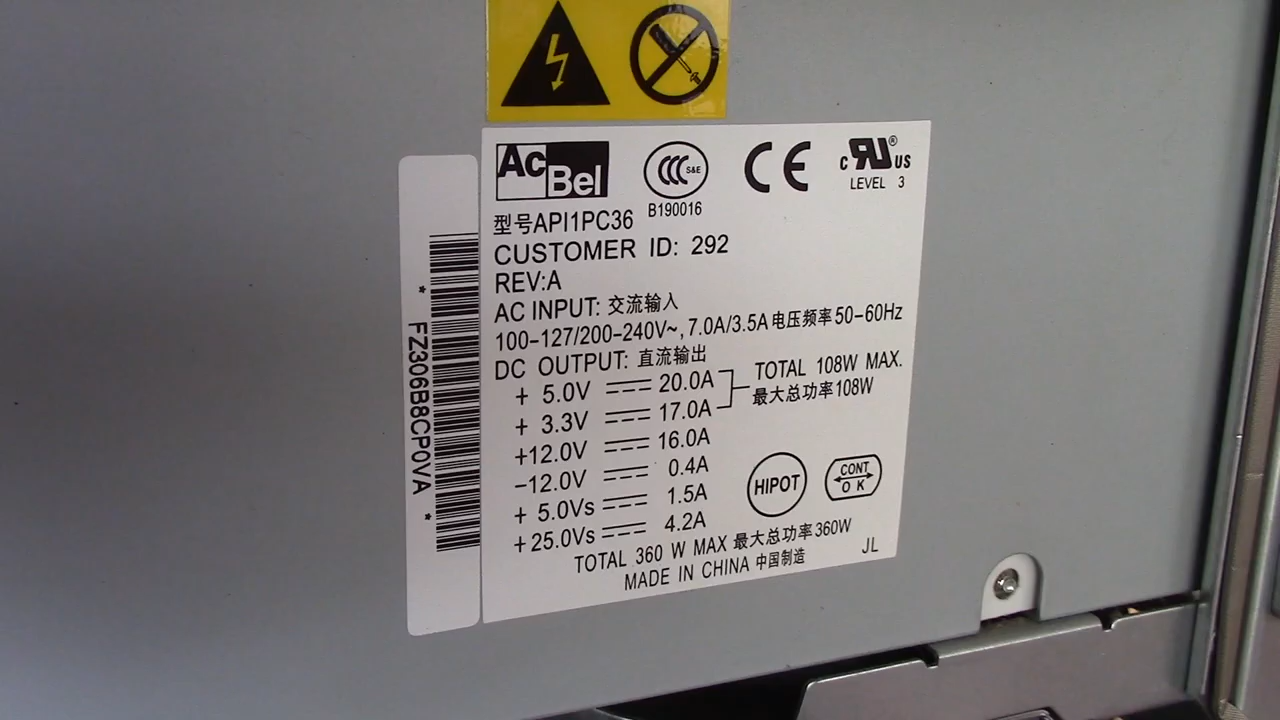 AcBel
CCC S&E
B190016
CE
c RU® US
LEVEL 3
型号API1PC36
CUSTOMER ID: 292
REV:A
AC INPUT: 交流输入
100-127/200-240V~, 7.0A/3.5A 电压频率50-60Hz
DC OUTPUT: 直流输出
+ 5.0V 20.0A
+ 3.3V 17.0A
TOTAL 108W MAX.
最大总功率108W
+12.0V 16.0A
-12.0V 0.4A
+ 5.0Vs 1.5A
+25.0Vs 4.2A
HIPOT
CONT
O K
TOTAL 360 W MAX 最大总功率360W
MADE IN CHINA 中国制造
JL
* FZ306B8CP0VA *